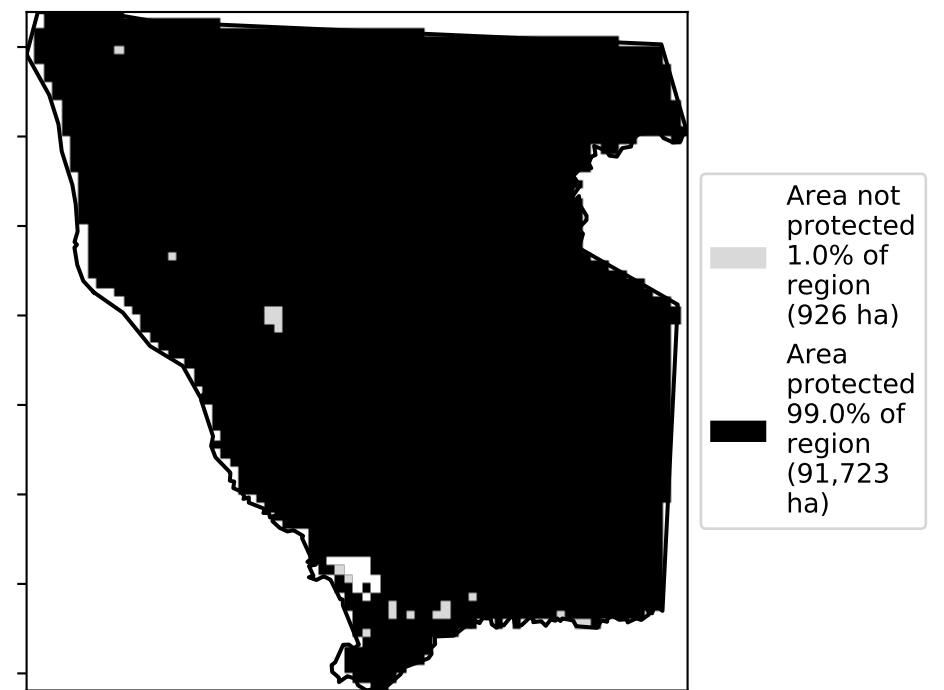 Area not
protected
1.0% of
region
(926 ha)
Area
protected
99.0% of
region
(91,723
ha)